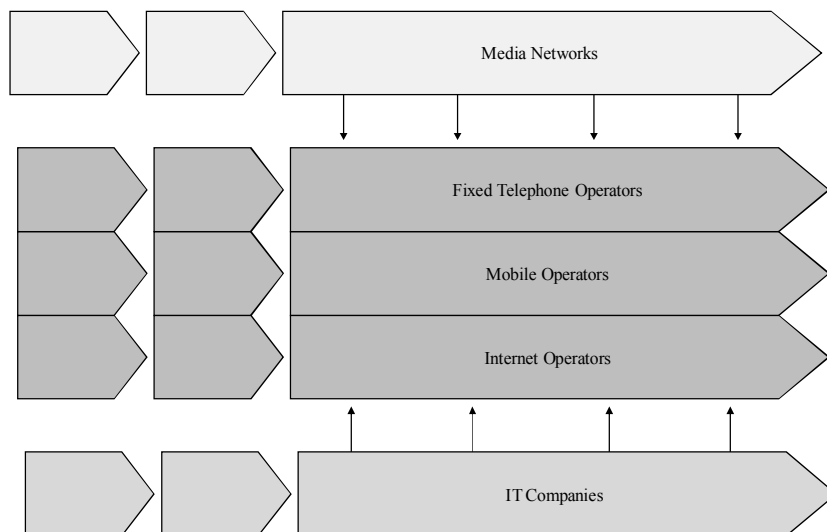 Media Networks
Fixed Telephone Operators
Mobile Operators
Internet Operators
IT Companies